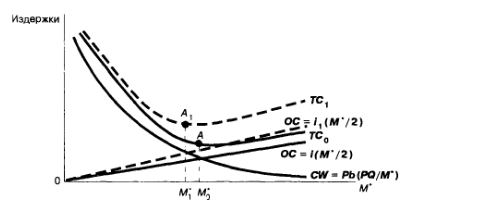 Издержки
TC₁
A₁
OC = i₁(M*/2)
A
TC₀
OC = i(M*/2)
0
CW = Pb(PQ/M*)
M₁* M₀* M*